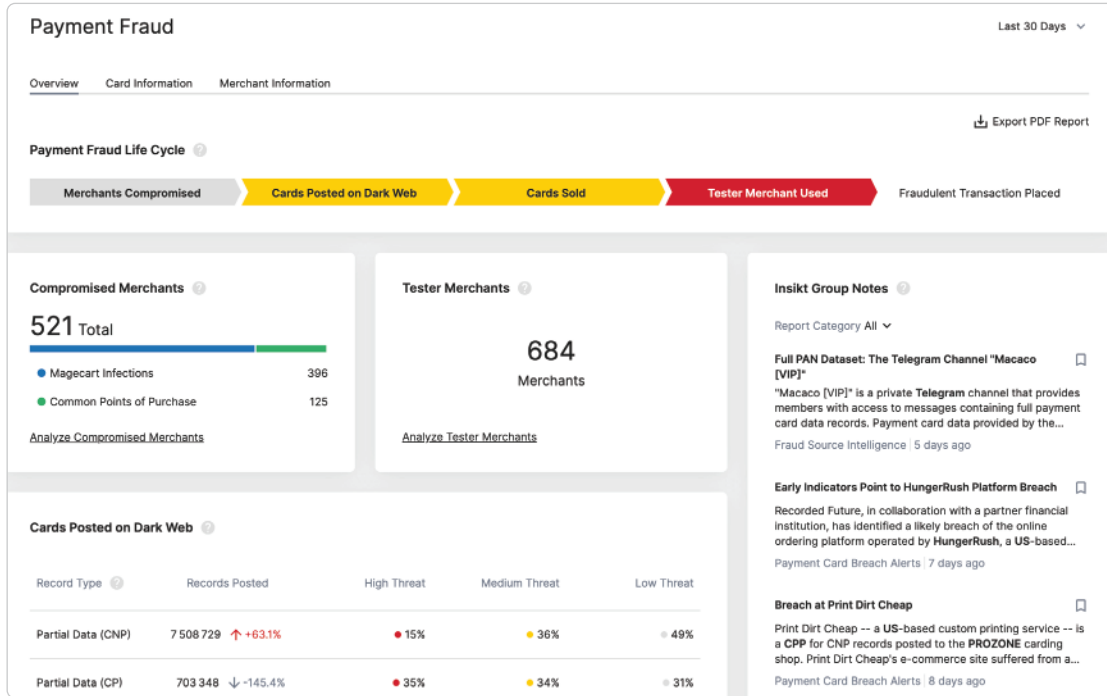 Payment Fraud
Last 30 Days
Overview
Card Information
Merchant Information
Export PDF Report
Payment Fraud Life Cycle ?
Merchants Compromised
Cards Posted on Dark Web
Cards Sold
Tester Merchant Used
Fraudulent Transaction Placed
Compromised Merchants ?
521 Total
Magecart Infections 396
Common Points of Purchase 125
Analyze Compromised Merchants
Tester Merchants ?
684
Merchants
Analyze Tester Merchants
Cards Posted on Dark Web ?
Record Type ? Records Posted High Threat Medium Threat Low Threat
Partial Data (CNP) 7 508 729 ↑ +63.1% 15% 36% 49%
Partial Data (CP) 703 348 ↓ -145.4% 35% 34% 31%
Insikt Group Notes ?
Report Category All
Full PAN Dataset: The Telegram Channel "Macaco
[VIP]"
"Macaco [VIP]" is a private Telegram channel that provides
members with access to messages containing full payment
card data records. Payment card data provided by the...
Fraud Source Intelligence | 5 days ago
Early Indicators Point to HungerRush Platform Breach
Recorded Future, in collaboration with a partner financial
institution, has identified a likely breach of the online
ordering platform operated by HungerRush, a US-based...
Payment Card Breach Alerts | 7 days ago
Breach at Print Dirt Cheap
Print Dirt Cheap -- a US-based custom printing service -- is
a CPP for CNP records posted to the PROZONE carding
shop. Print Dirt Cheap's e-commerce site suffered from a...
Payment Card Breach Alerts | 8 days ago